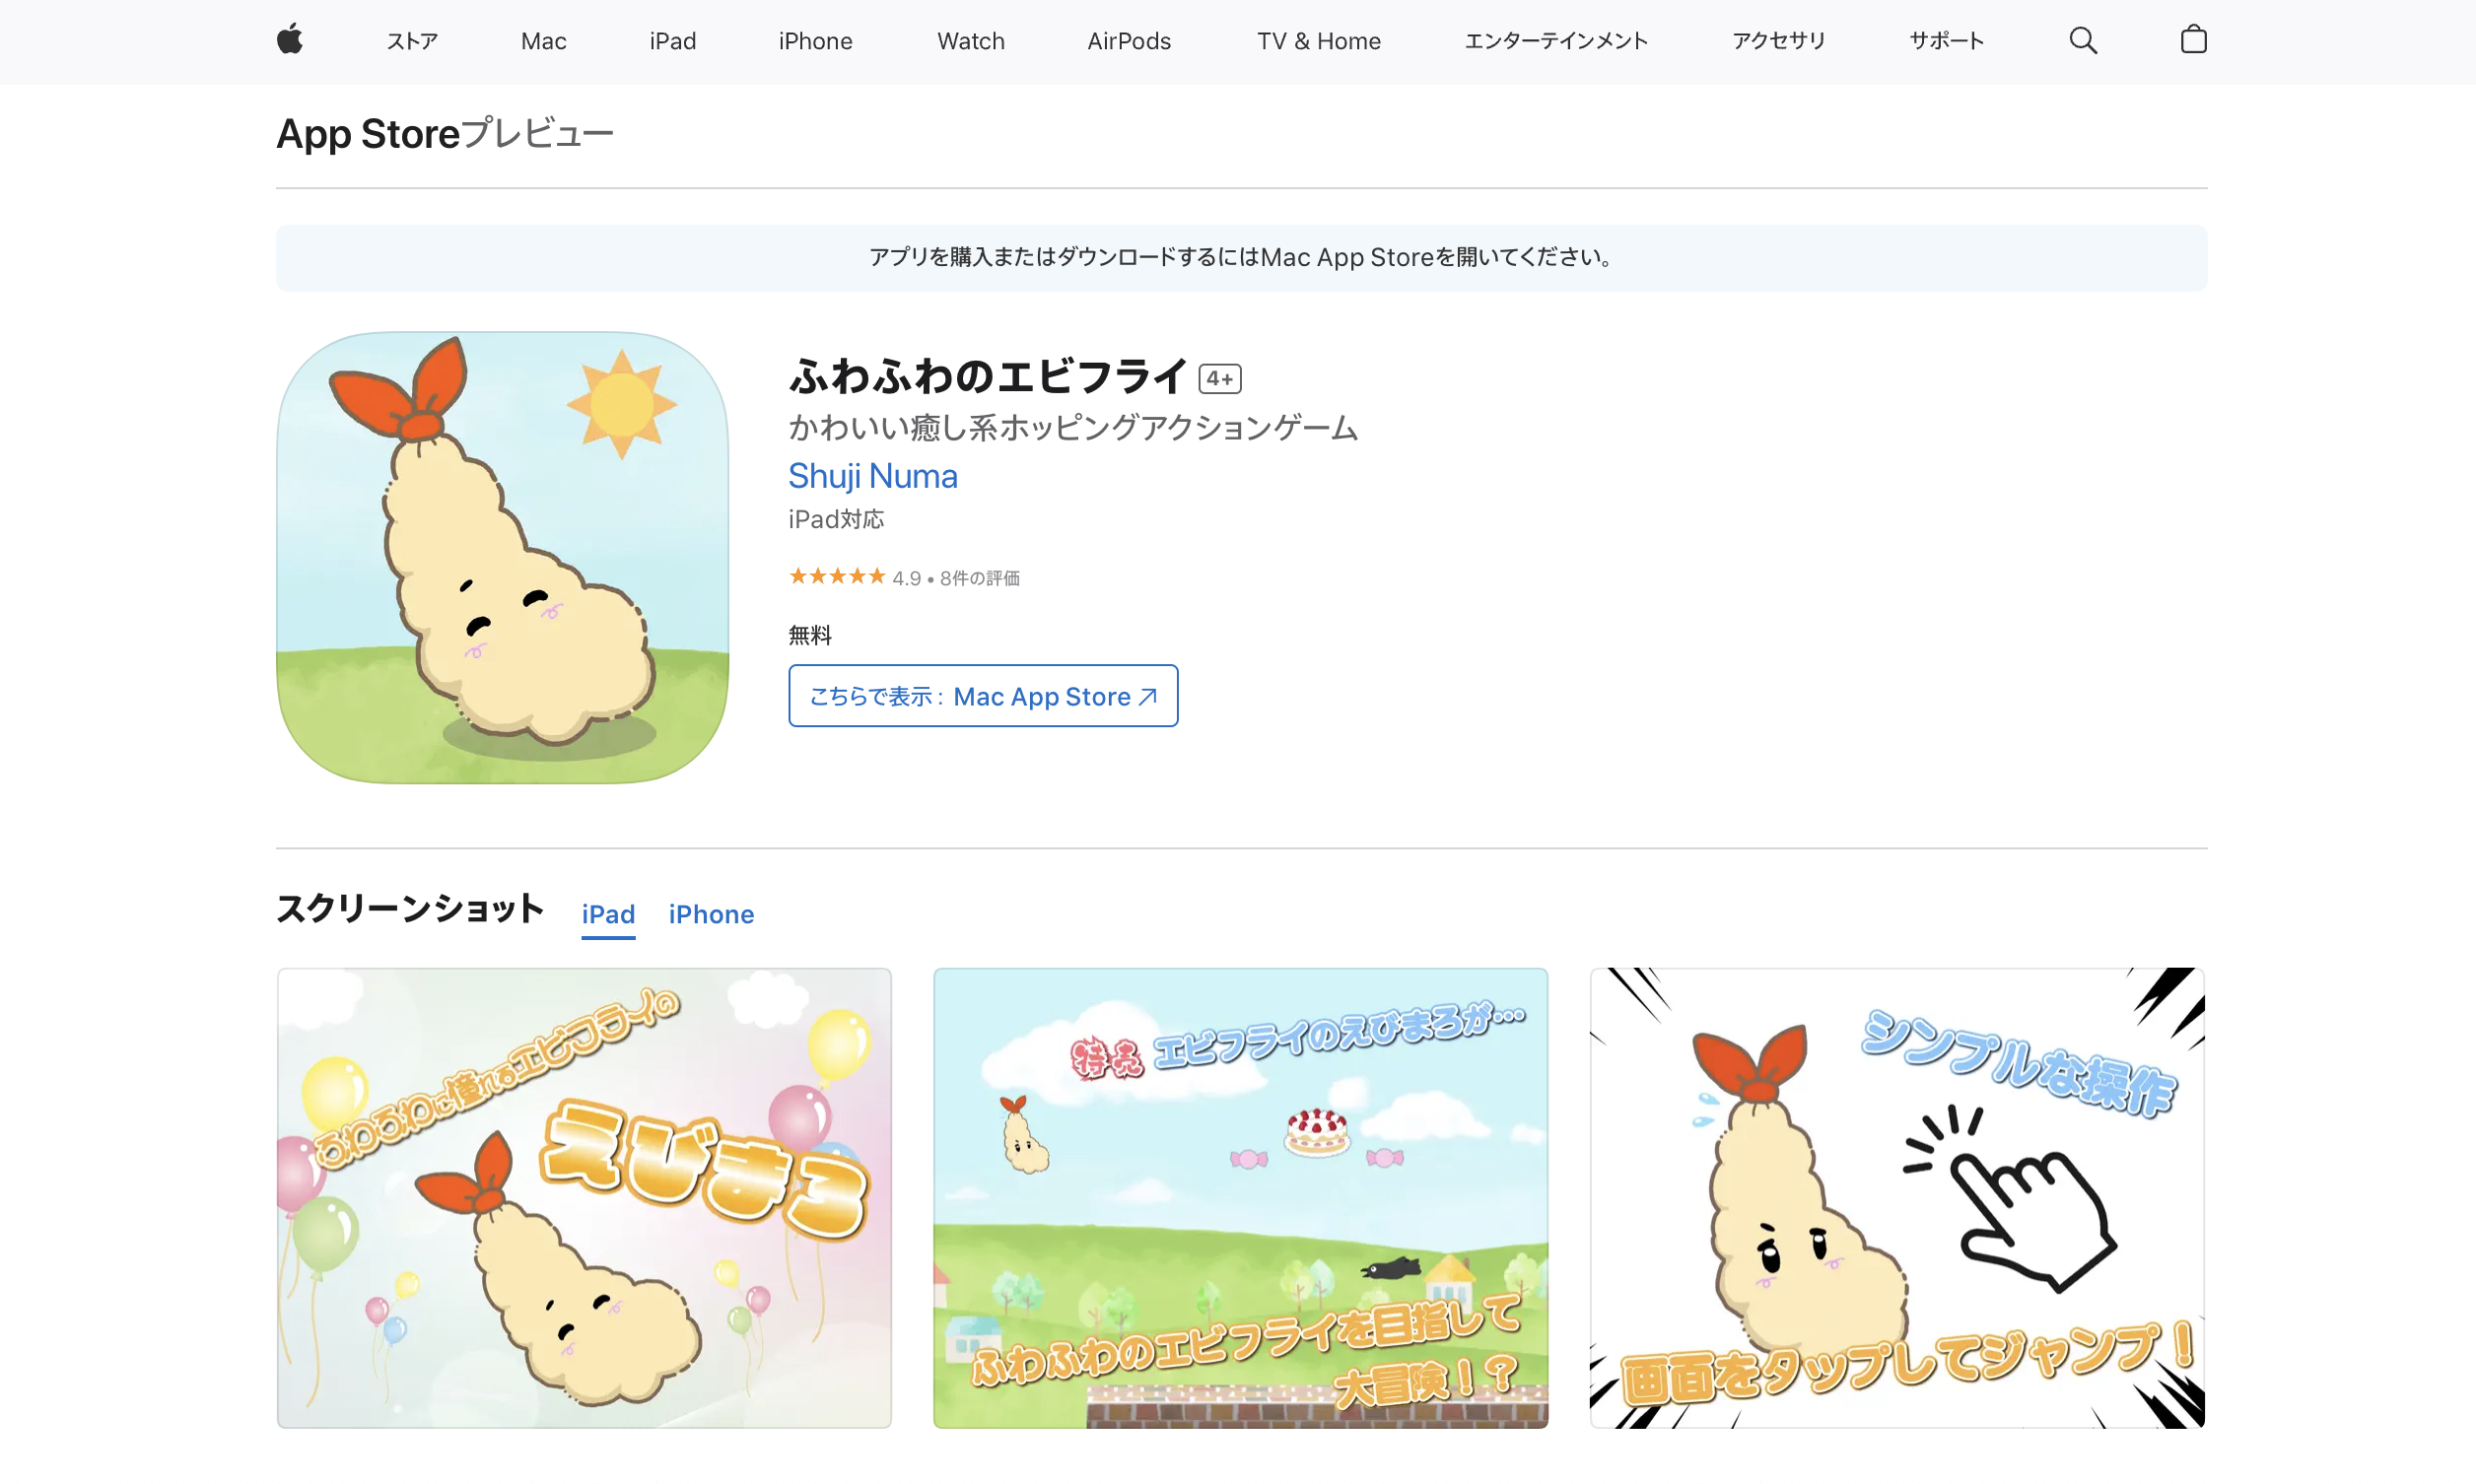 ストア Mac iPad iPhone Watch AirPods TV & Home エンターテインメント アクセサリ サポート
App Storeプレビュー
アプリを購入またはダウンロードするにはMac App Storeを開いてください。
ふわふわのエビフライ 4+
かわいい癒し系ホッピングアクションゲーム
Shuji Numa
iPad対応
4.9 • 8件の評価
無料
こちらで表示: Mac App Store
スクリーンショット iPad iPhone
ふわふわに憧れるエビフライの
えびまろ
特売 エビフライのえびまろが…
ふわふわのエビフライを目指して
大冒険！？
シンプルな操作
画面をタップしてジャンプ！